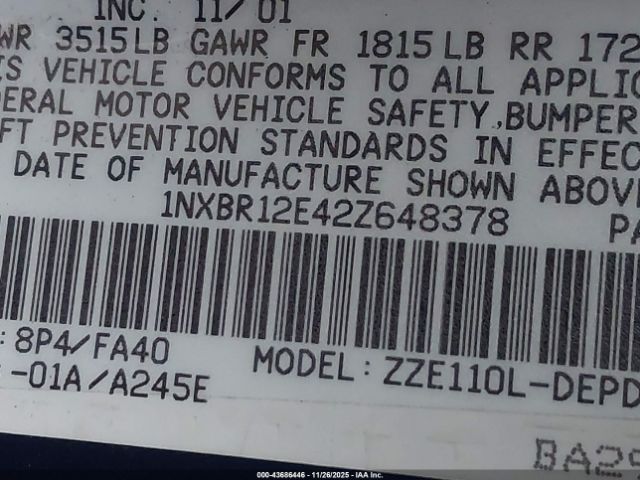 INC. 11/01
WR 3515LB GAWR FR 1815LB RR 172
IS VEHICLE CONFORMS TO ALL APPLIC
DERAL MOTOR VEHICLE SAFETY,BUMPER
FT PREVENTION STANDARDS IN EFFEC
DATE OF MANUFACTURE SHOWN ABOV
1NXBR12E42Z648378 PA
: 8P4/FA40 MODEL: ZZE110L-DEPD
-01A/A245E
BA29
000-43686446 - 11/26/2025 - IAA Inc.